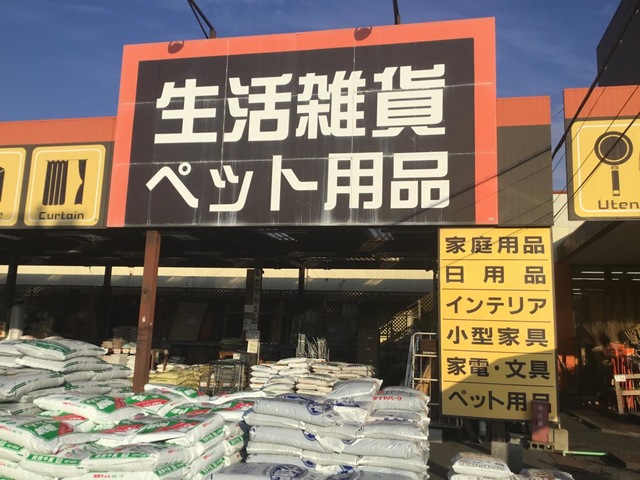 生活雑貨
ペット用品
Curtain
Uten
家庭用品
日用品
インテリア
小型家具
家電・文具
ペット用品